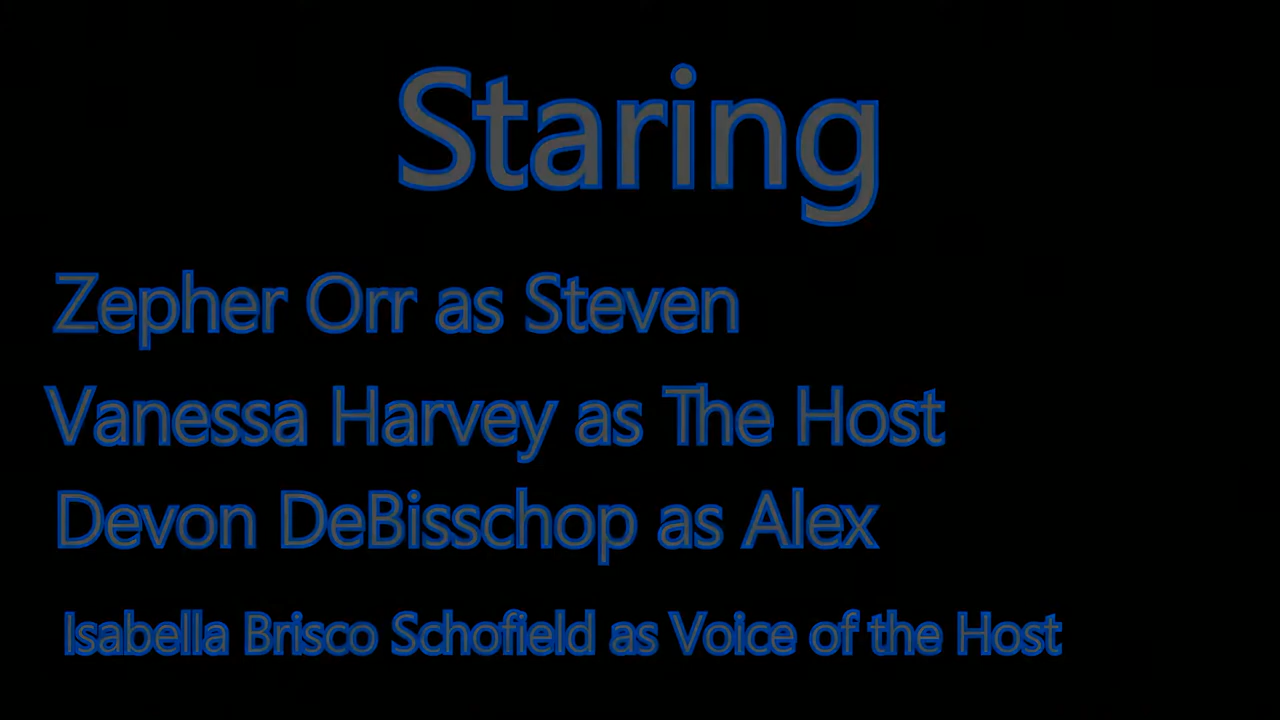 Staring
Zepher Orr as Steven
Vanessa Harvey as The Host
Devon DeBisschop as Alex
Isabella Brisco Schofield as Voice of the Host